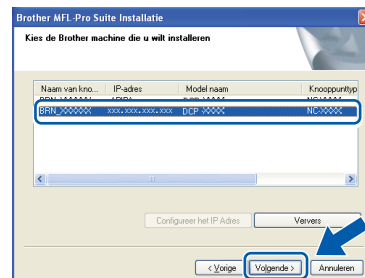 Brother MFL-Pro Suite Installatie
Kies de Brother machine die u wilt installeren
Naam van kno... IP-adres Model naam Knooppunttyp
BRN_XXXXXX xxx.xxx.xxx.xxx DCP-XXXX NC-XXXX
Configureer het IP Adres Ververs
< Vorige Volgende > Annuleren